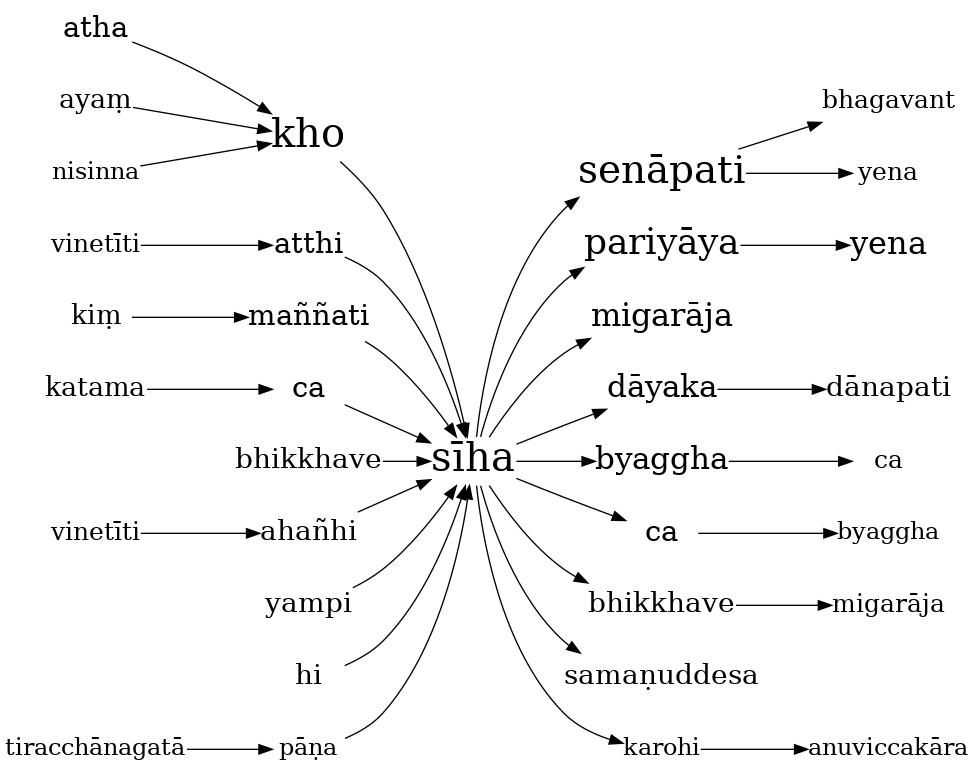 atha
ayaṃ
nisinna
kho
vinetīti
atthi
kiṃ
maññati
katama
ca
bhikkhave
vinetīti
ahañhi
yampi
hi
tiracchānagatā
pāṇa
sīha
senāpati
bhagavant
yena
pariyāya
yena
migarāja
dāyaka
dānapati
byaggha
ca
ca
byaggha
bhikkhave
migarāja
samaṇuddesa
karohi
anuviccakāra